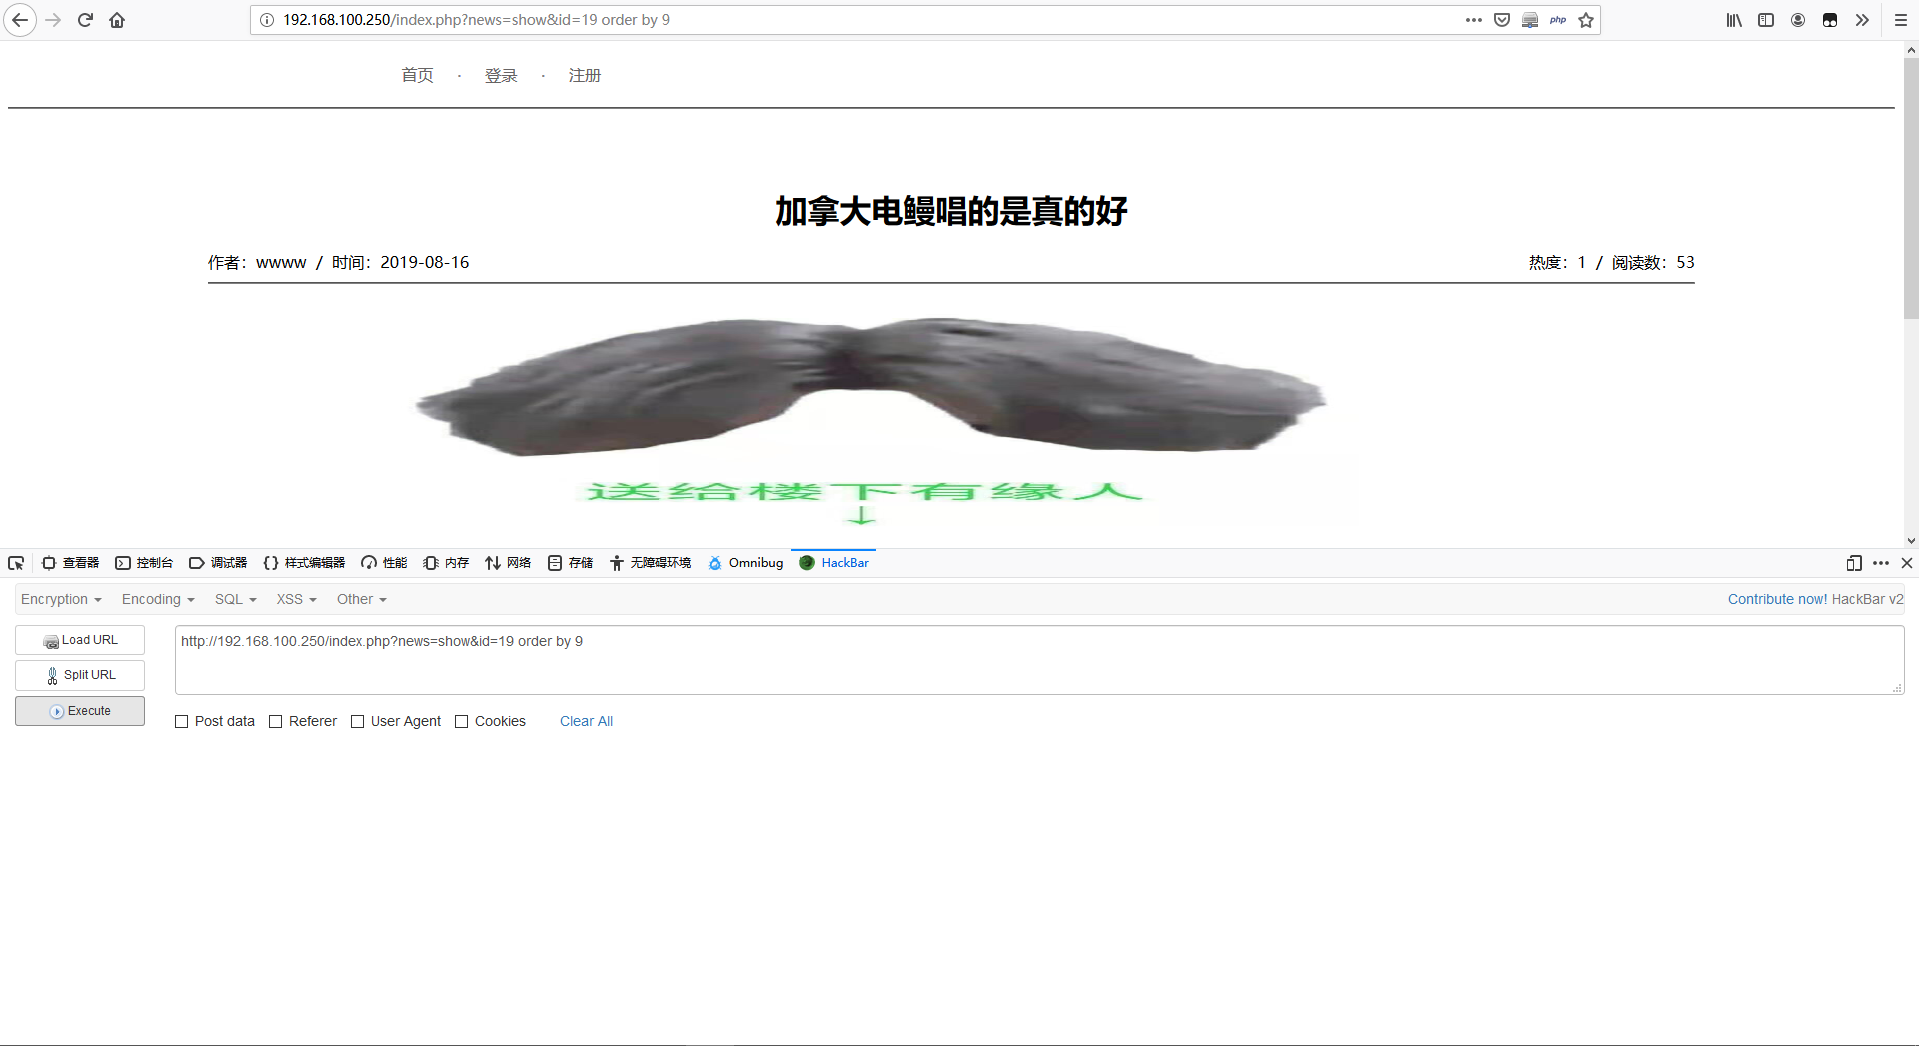 192.168.100.250/index.php?news=show&id=19 order by 9
php
首页 · 登录 · 注册
加拿大电鳗唱的是真的好
作者：wwww / 时间：2019-08-16
热度：1 / 阅读数：53
送给楼下有缘人
↓
查看器 控制台 调试器 {} 样式编辑器 性能 内存 网络 存储 无障碍环境 Omnibug HackBar
Encryption Encoding SQL XSS Other
Contribute now! HackBar v2
Load URL
http://192.168.100.250/index.php?news=show&id=19 order by 9
Split URL
Execute
Post data Referer User Agent Cookies Clear All